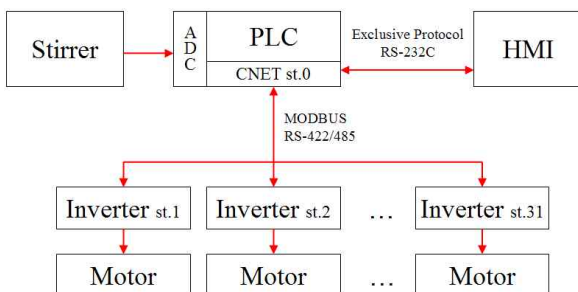 Stirrer
A
D
C
PLC
CNET st.0
Exclusive Protocol
RS-232C
HMI
MODBUS
RS-422/485
Inverter st.1
Inverter st.2
...
Inverter st.31
Motor
Motor
...
Motor